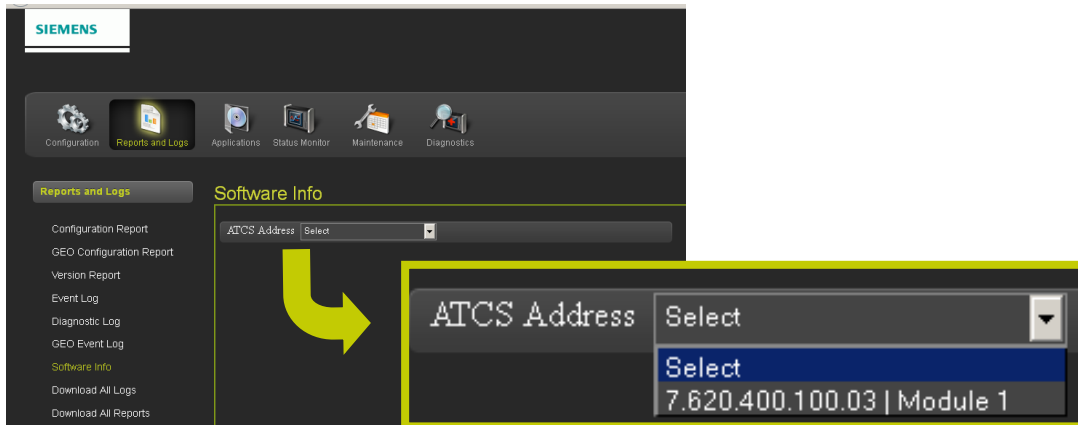 SIEMENS
Configuration
Reports and Logs
Applications
Status Monitor
Maintenance
Diagnostics
Reports and Logs
Configuration Report
GEO Configuration Report
Version Report
Event Log
Diagnostic Log
GEO Event Log
Software Info
Download All Logs
Download All Reports
Software Info
ATCS Address Select
ATCS Address Select
Select
7.620.400.100.03 | Module 1